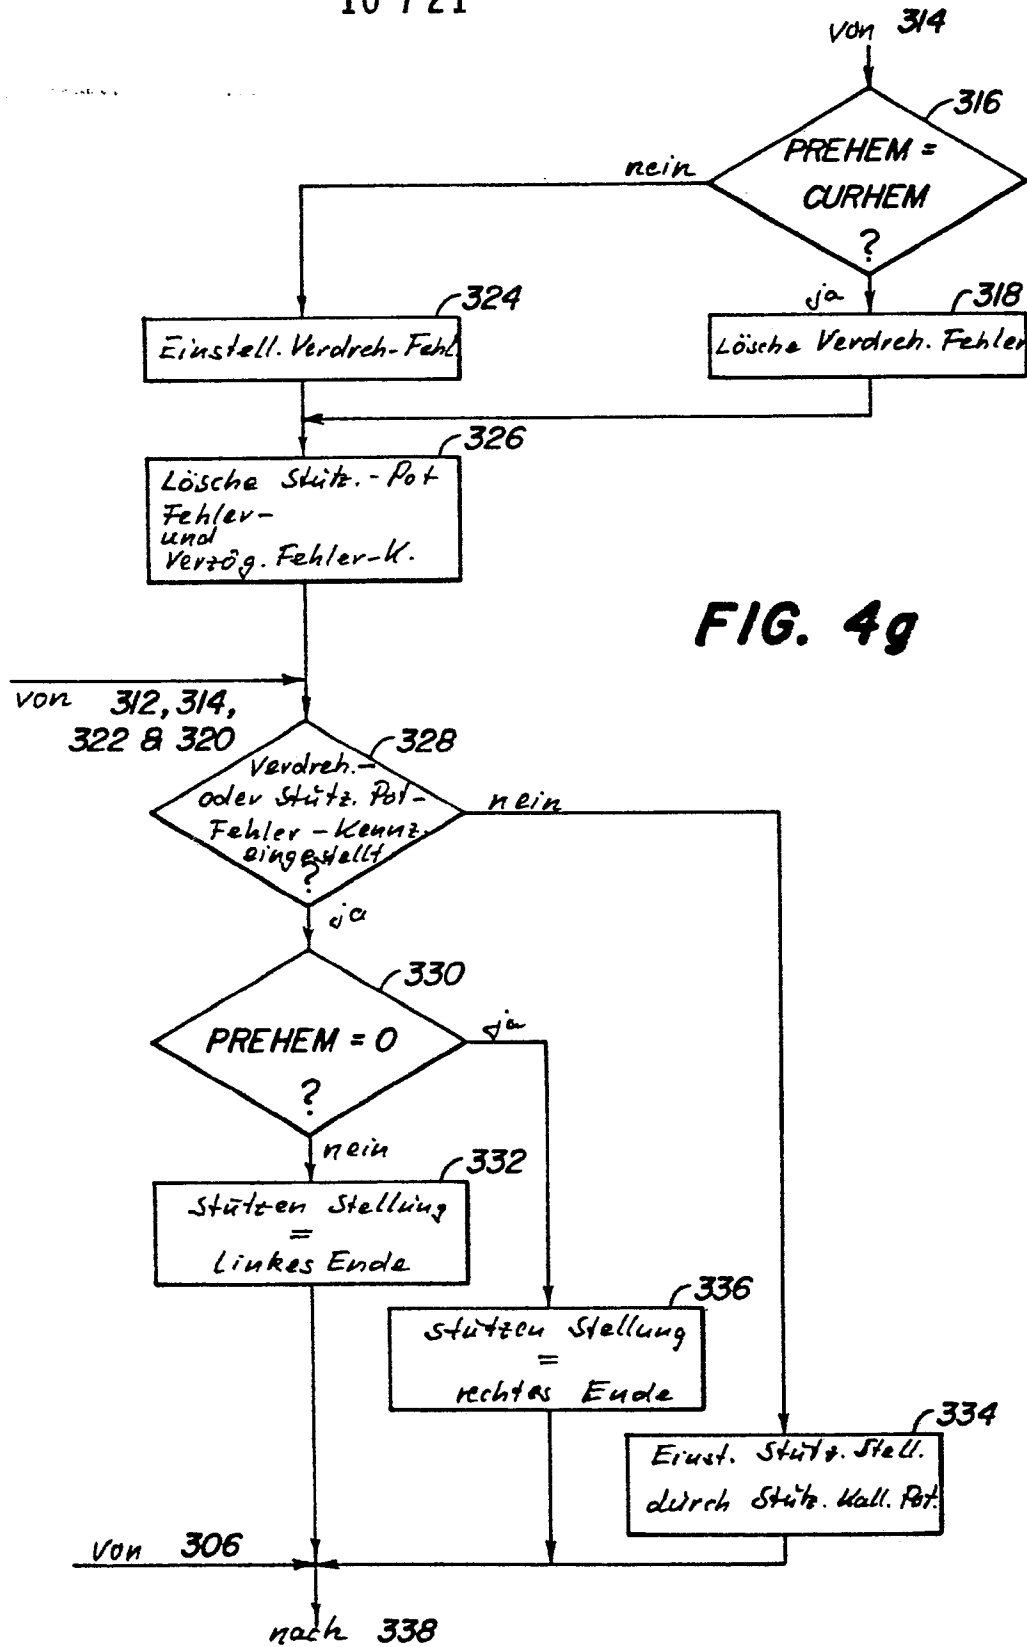 von 314
316
PREHEM =
CURHEM
?
nein
ja
324
Einstell. Verdreh-Fehl.
318
Lösche Verdreh. Fehler
326
Lösche Stütz.-Pot
Fehler-
und
Verzög. Fehler-K.
FIG. 4g
von 312, 314,
322 & 320
328
Verdreh.-
oder Stütz. Pot-
Fehler-Kennz.
eingestellt
?
nein
ja
330
PREHEM = 0
?
ja
nein
332
Stützen Stellung
=
Linkes Ende
336
Stützen Stellung
=
rechtes Ende
334
Einst. Stütz. Stell.
durch Stütz. Kall. Pot.
von 306
nach 338